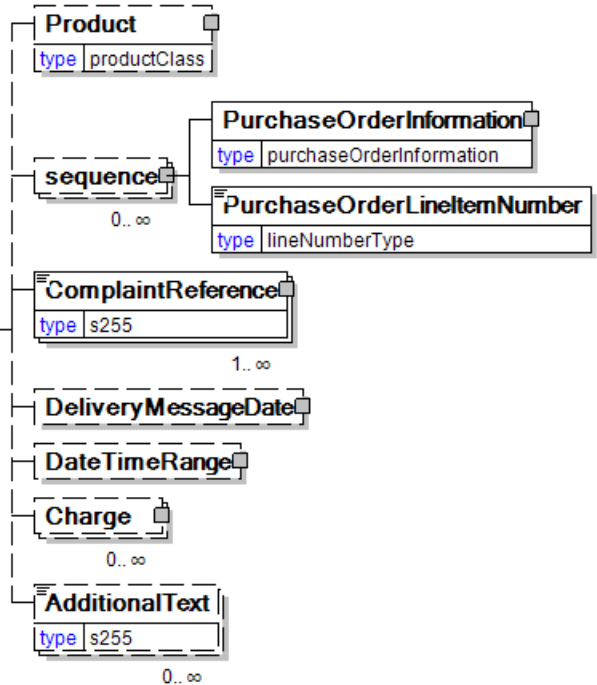 Product
type productClass
PurchaseOrderInformation
type purchaseOrderInformation
sequence
0.. ∞
PurchaseOrderLineItemNumber
type lineNumberType
ComplaintReference
type s255
1.. ∞
DeliveryMessageDate
DateTimeRange
Charge
0.. ∞
AdditionalText
type s255
0.. ∞